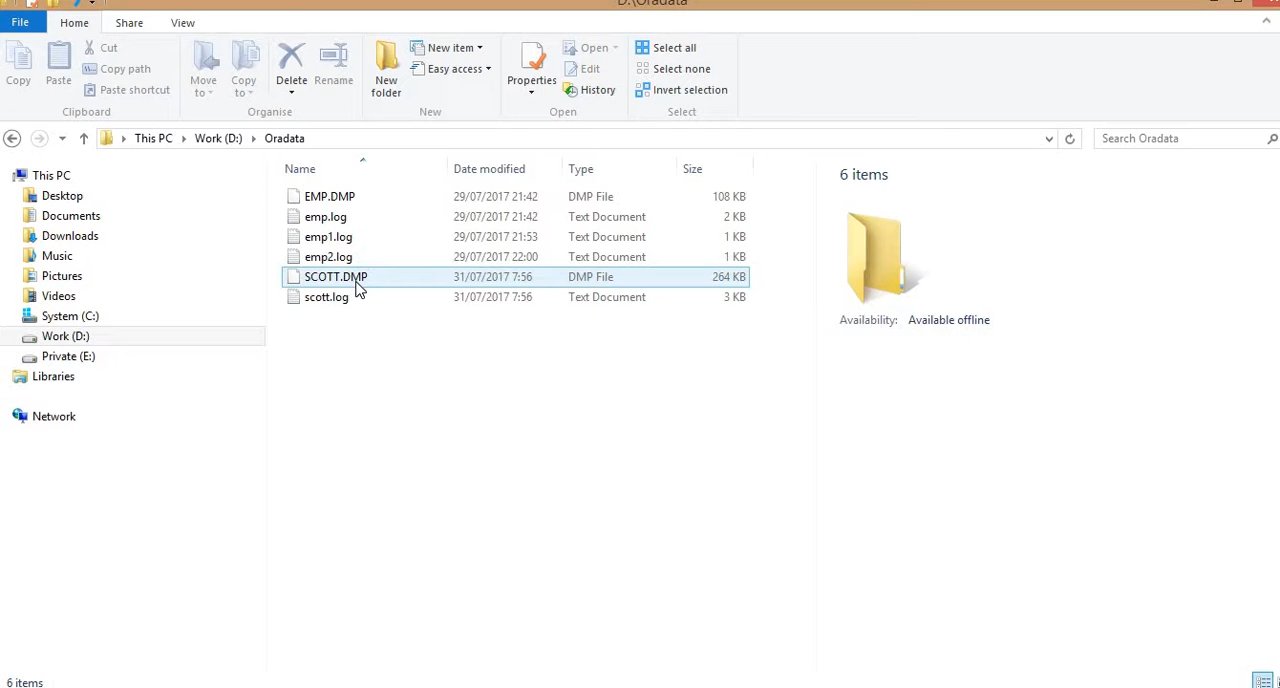 D:\Oradata
File Home Share View
Copy
Paste
Cut
Copy path
Paste shortcut
Clipboard
Move to
Copy to
Delete
Rename
Organise
New folder
New item
Easy access
New
Properties
Open
Edit
History
Open
Select all
Select none
Invert selection
Select
This PC Work (D:) Oradata
Search Oradata
This PC
Desktop
Documents
Downloads
Music
Pictures
Videos
System (C:)
Work (D:)
Private (E:)
Libraries
Network
Name Date modified Type Size
EMP.DMP 29/07/2017 21:42 DMP File 108 KB
emp.log 29/07/2017 21:42 Text Document 2 KB
emp1.log 29/07/2017 21:53 Text Document 1 KB
emp2.log 29/07/2017 22:00 Text Document 1 KB
SCOTT.DMP 31/07/2017 7:56 DMP File 264 KB
scott.log 31/07/2017 7:56 Text Document 3 KB
6 items
Availability: Available offline
6 items